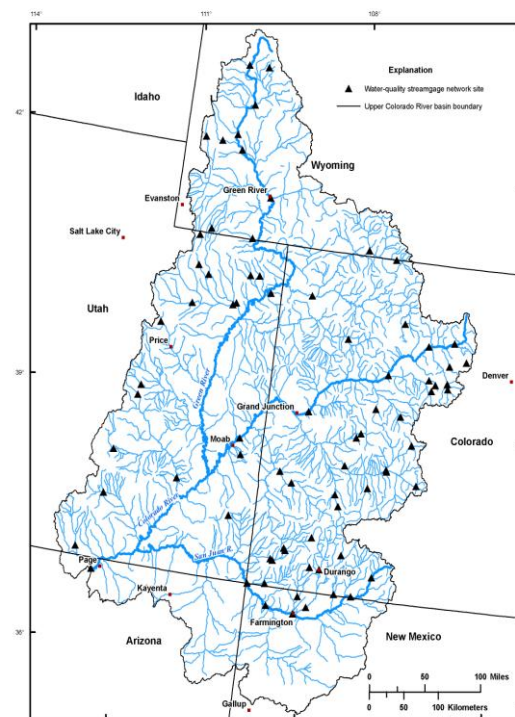 114°
111°
108°
Explanation
Water-quality streamgage network site
Upper Colorado River basin boundary
42°
Idaho
Wyoming
Green River
Evanston
Salt Lake City
Utah
Price
39°
Green River
Denver
Grand Junction
Moab
Colorado
Colorado River
San Juan R.
Page
Durango
Kayenta
Farmington
36°
Arizona
New Mexico
0 50 100 Miles
0 50 100 Kilometers
Gallup